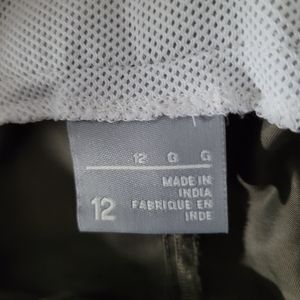 12 G G
MADE IN
INDIA
12
FABRIQUE EN
INDE